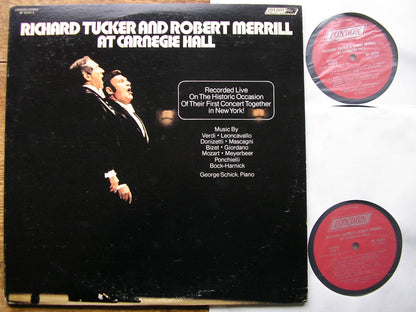 RICHARD TUCKER AND ROBERT MERRILL
AT CARNEGIE HALL
LONDON
Recorded Live
On The Historic Occasion
Of Their First Concert Together
in New York!
Music By
Verdi • Leoncavallo
Donizetti • Mascagni
Bizet • Giordano
Mozart • Meyerbeer
Ponchielli
Bock-Harnick
George Schick, Piano
LONDON
LONDON